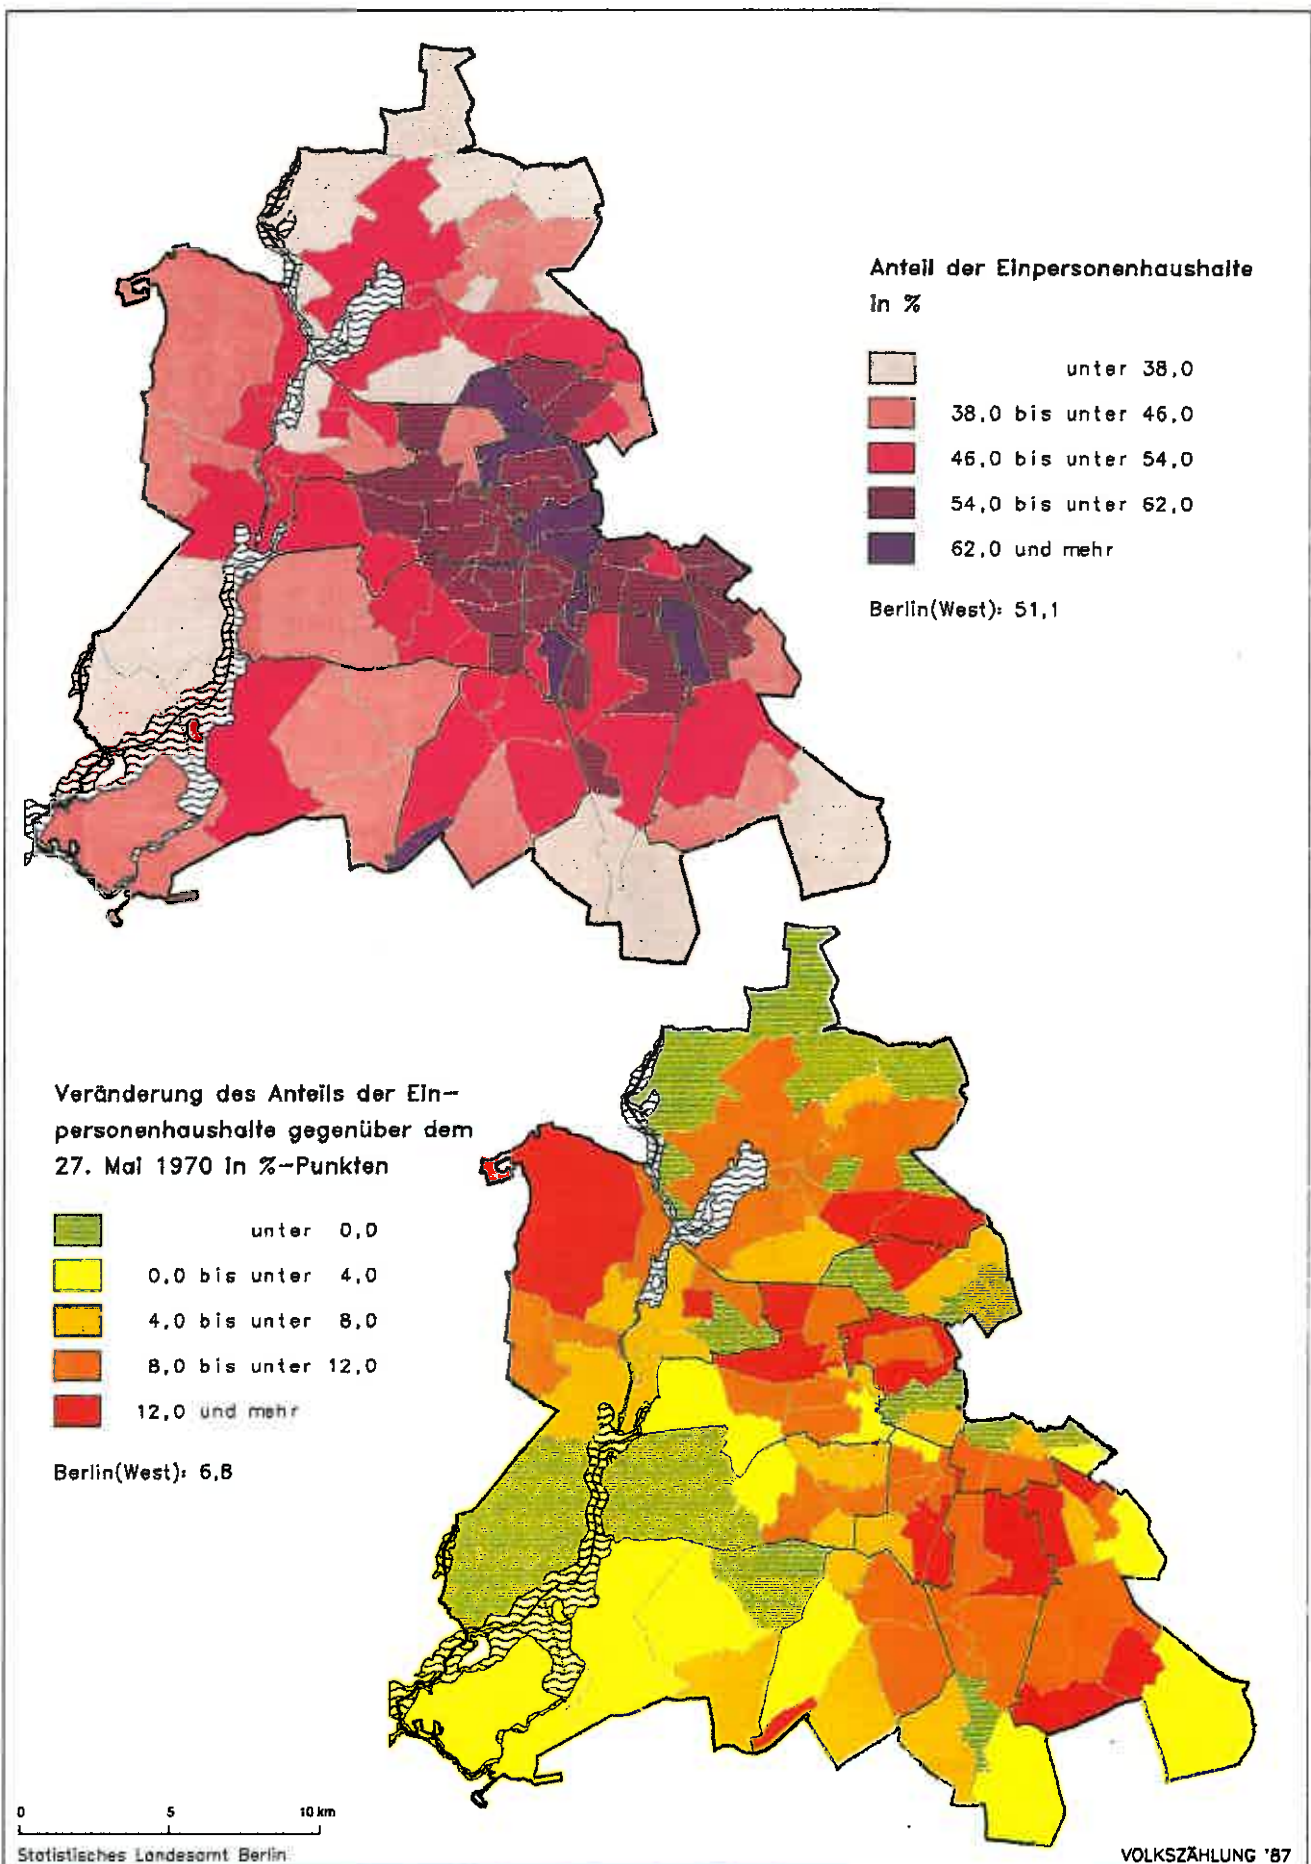 Anteil der Einpersonenhaushalte
in %
unter 38,0
38,0 bis unter 46,0
46,0 bis unter 54,0
54,0 bis unter 62,0
62,0 und mehr
Berlin(West): 51,1
Veränderung des Anteils der Ein-
personenhaushalte gegenüber dem
27. Mai 1970 in %-Punkten
unter 0,0
0,0 bis unter 4,0
4,0 bis unter 8,0
8,0 bis unter 12,0
12,0 und mehr
Berlin(West): 6,8
0 5 10 km
Statistisches Landesamt Berlin
VOLKSZÄHLUNG '87